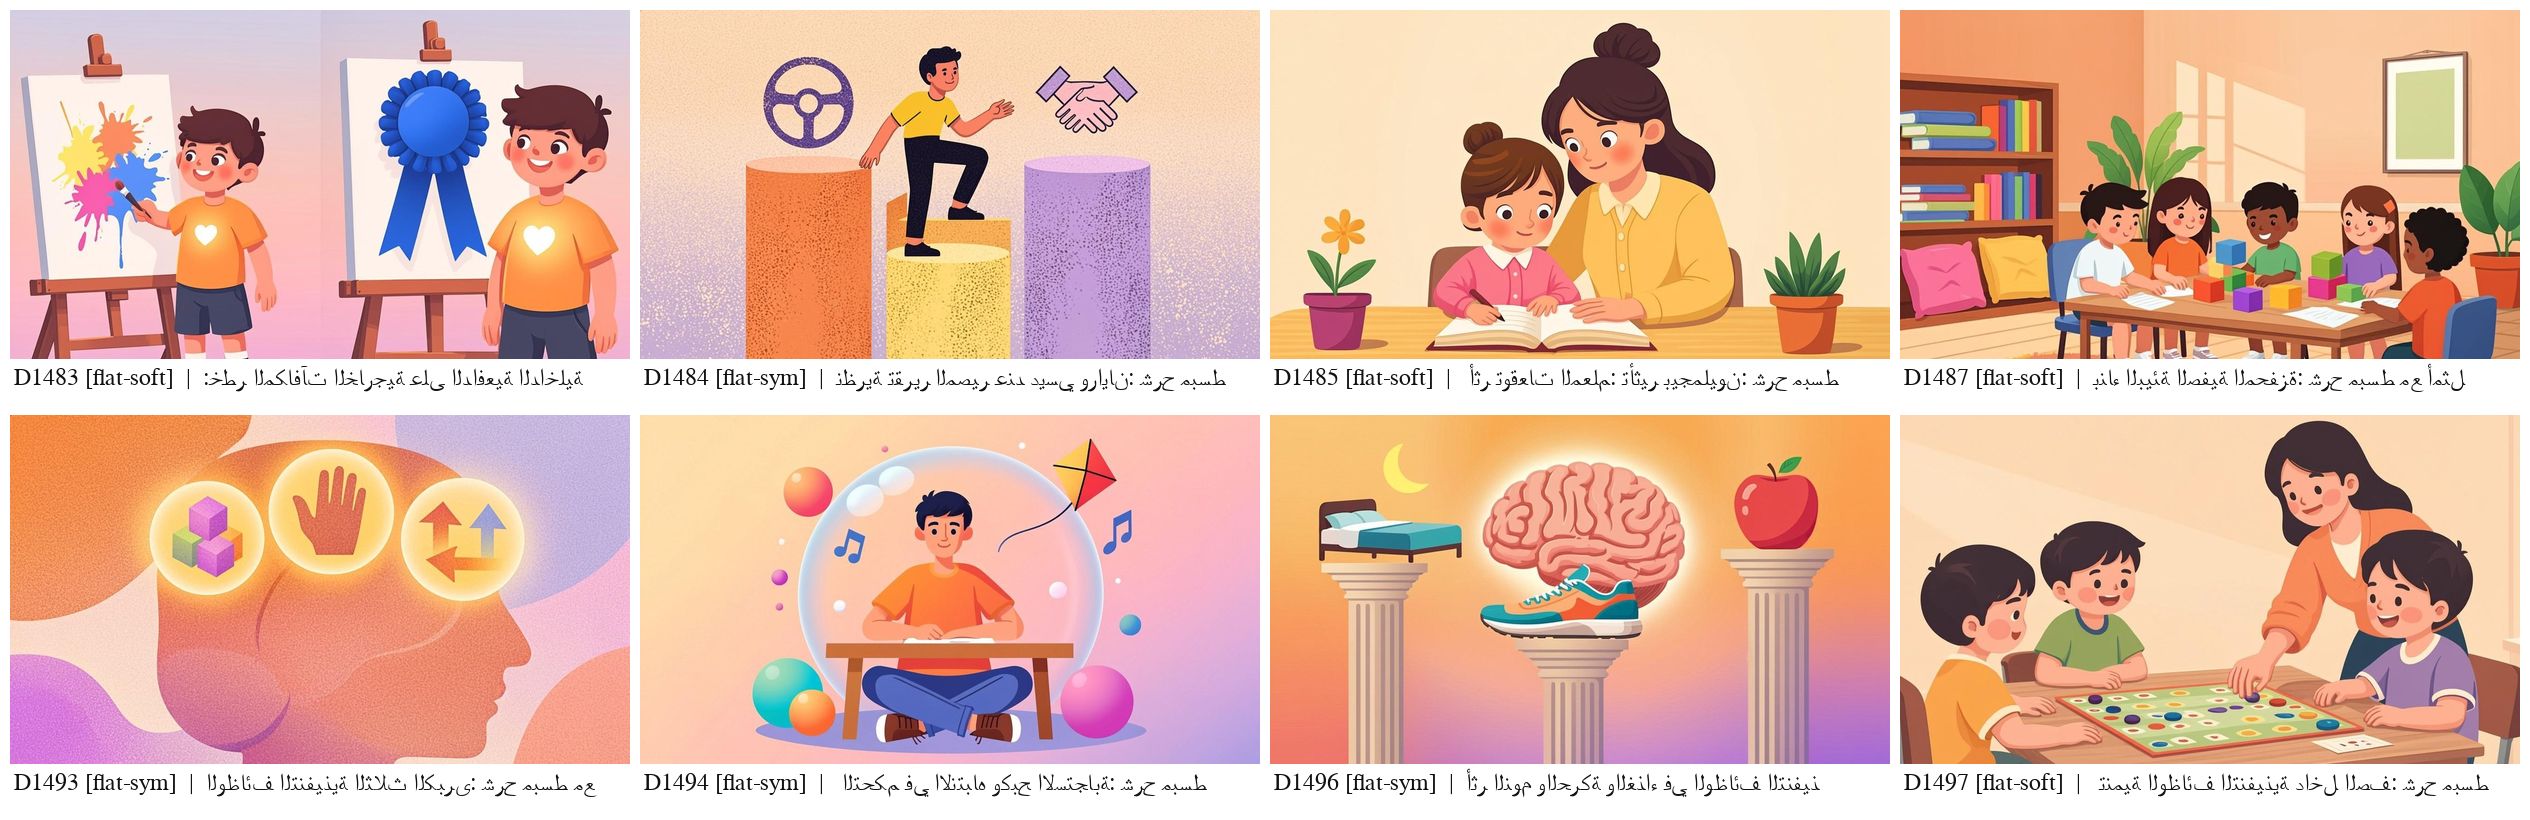 D1483 [flat-soft] | خطر المكافآت الخارجية على الدافعية الداخلية:
D1484 [flat-sym] | نظرية تقرير المصير عند ديسي ورايان: شرح مبسط
D1485 [flat-soft] | أثر توقعات المعلم: تأثير بيجمليون: شرح مبسط
D1487 [flat-soft] | بناء البيئة الصفية المحفزة: شرح مبسط مع أمثل
D1493 [flat-sym] | الوظائف التنفيذية الثلاث الكبرى: شرح مبسط مع
D1494 [flat-sym] | التحكم في الانتباه وكبح الاستجابة: شرح مبسط
D1496 [flat-sym] | أثر النوم والحركة والغذاء في الوظائف التنفيذ
D1497 [flat-soft] | تنمية الوظائف التنفيذية داخل الصف: شرح مبسط